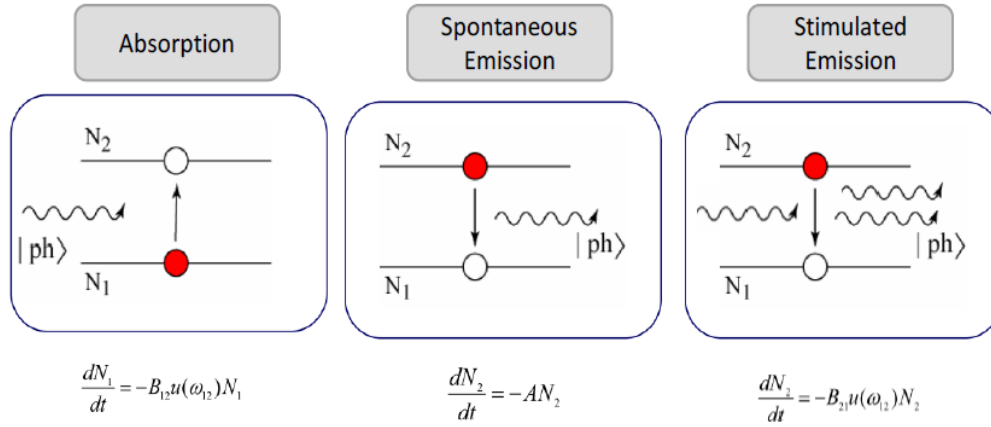 Absorption
Spontaneous
Emission
Stimulated
Emission
N₂
| ph⟩
N₁
N₂
| ph⟩
N₁
N₂
| ph⟩
N₁
dN₁/dt = −B₁₂u(ω₁₂)N₁
dN₂/dt = −AN₂
dN₂/dt = −B₂₁u(ω₁₂)N₂